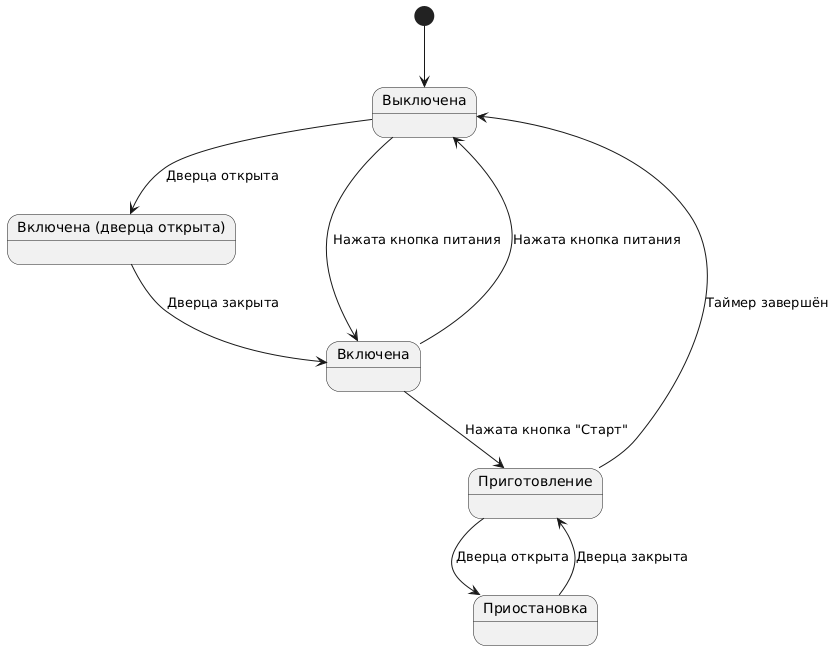 Выключена
Дверца открыта
Включена (дверца открыта)
Нажата кнопка питания
Нажата кнопка питания
Дверца закрыта
Таймер завершён
Включена
Нажата кнопка "Старт"
Приготовление
Дверца открыта
Дверца закрыта
Приостановка